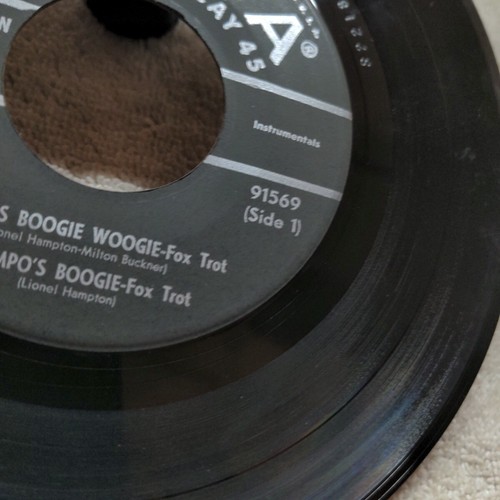 N
A®
AY 45
Instrumentals
91569
(Side 1)
S BOOGIE WOOGIE-Fox Trot
onel Hampton-Milton Buckner)
MPO'S BOOGIE-Fox Trot
(Lionel Hampton)